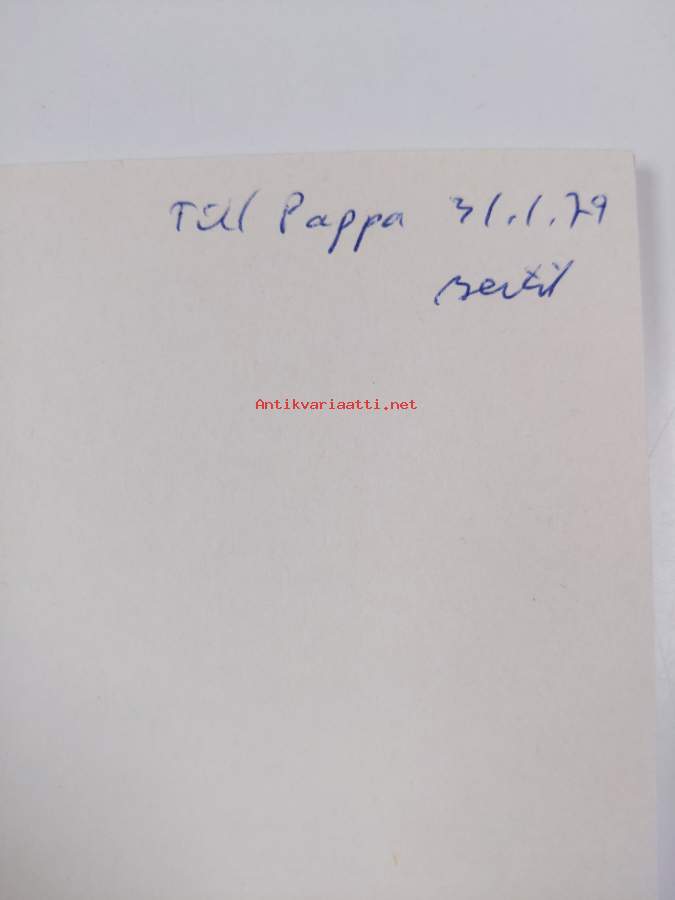 Till Pappa 31.1.79
Bertil
Antikvariaatti.net